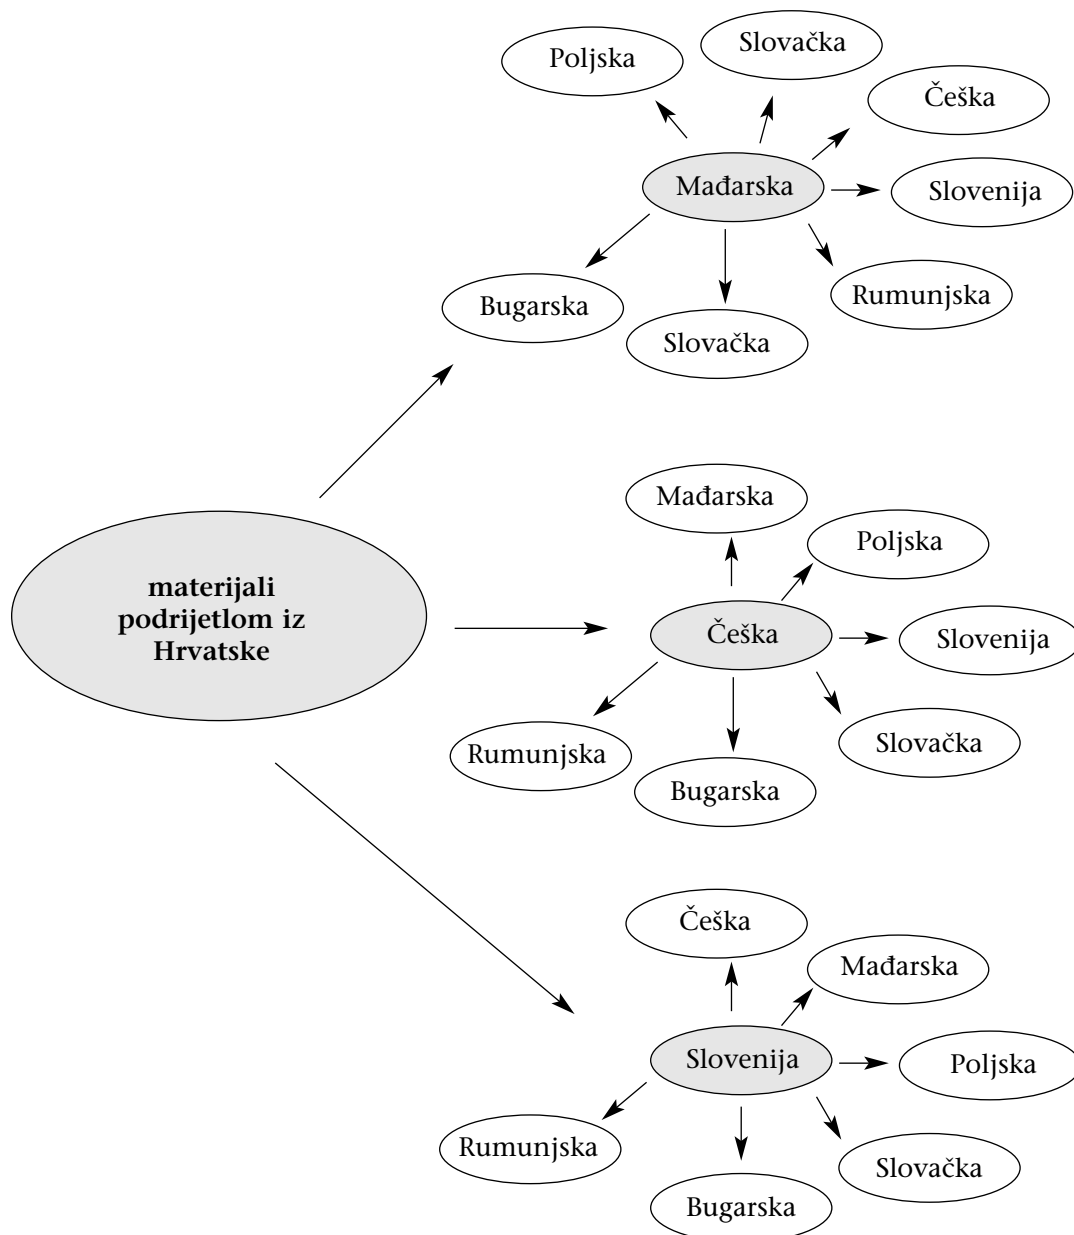 Slovačka
Poljska
Češka
Mađarska
Slovenija
Bugarska
Rumunjska
Slovačka
Mađarska
Poljska
materijali
podrijetlom iz
Hrvatske
Češka
Slovenija
Rumunjska
Slovačka
Bugarska
Češka
Mađarska
Slovenija
Poljska
Rumunjska
Slovačka
Bugarska